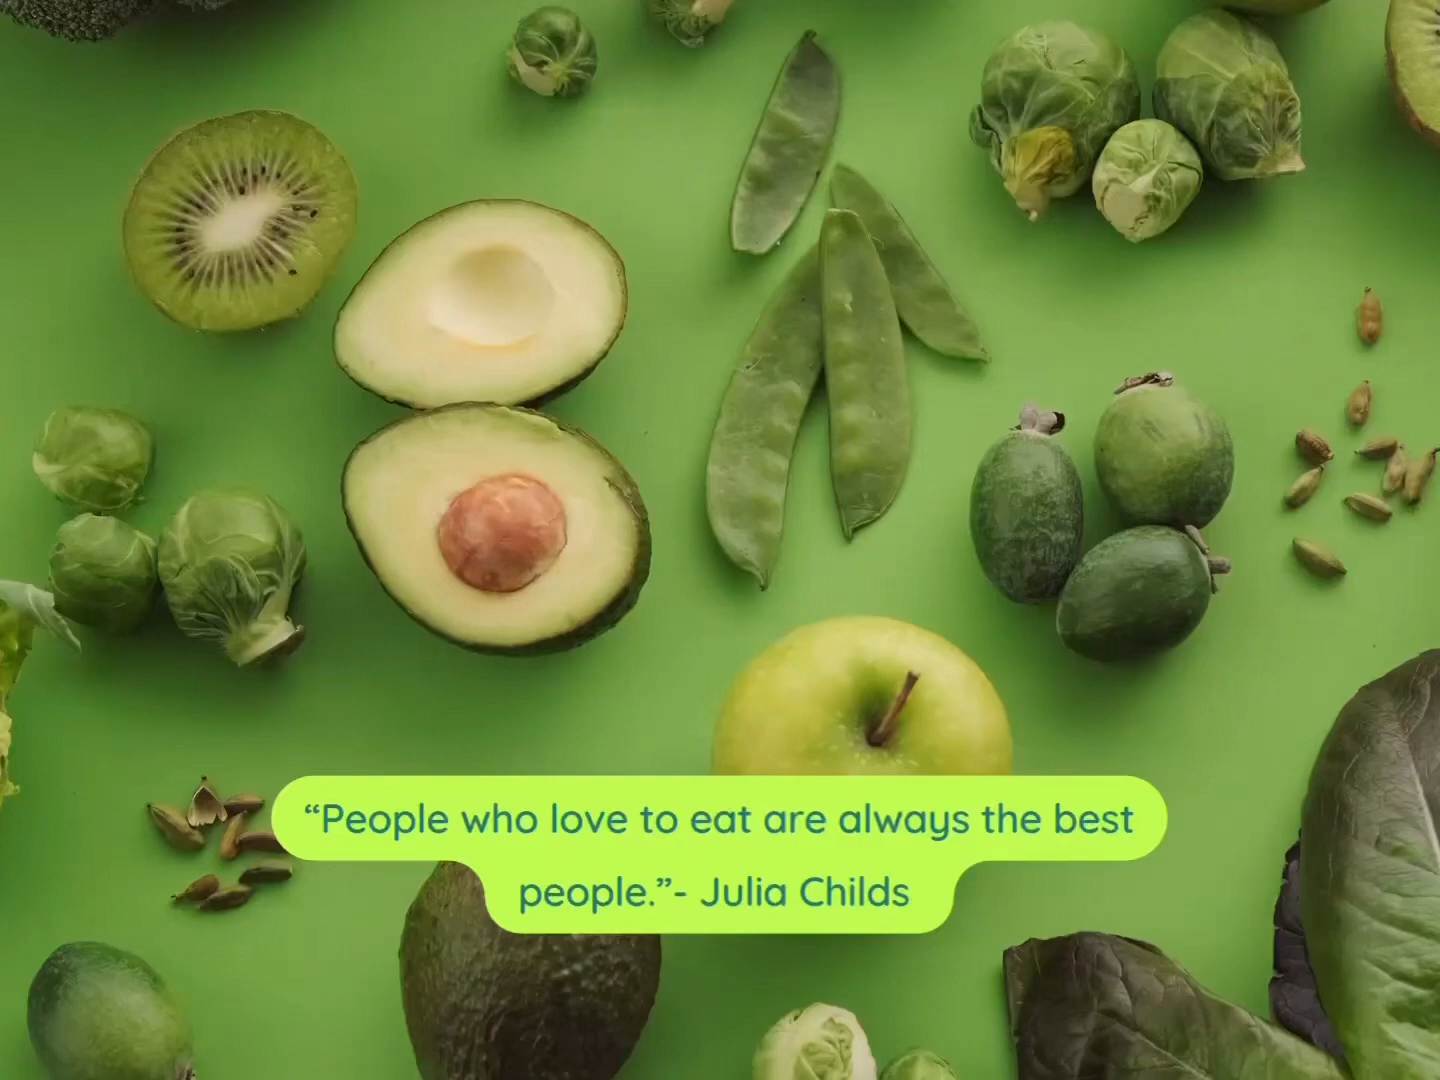 “People who love to eat are always the best
people.”- Julia Childs